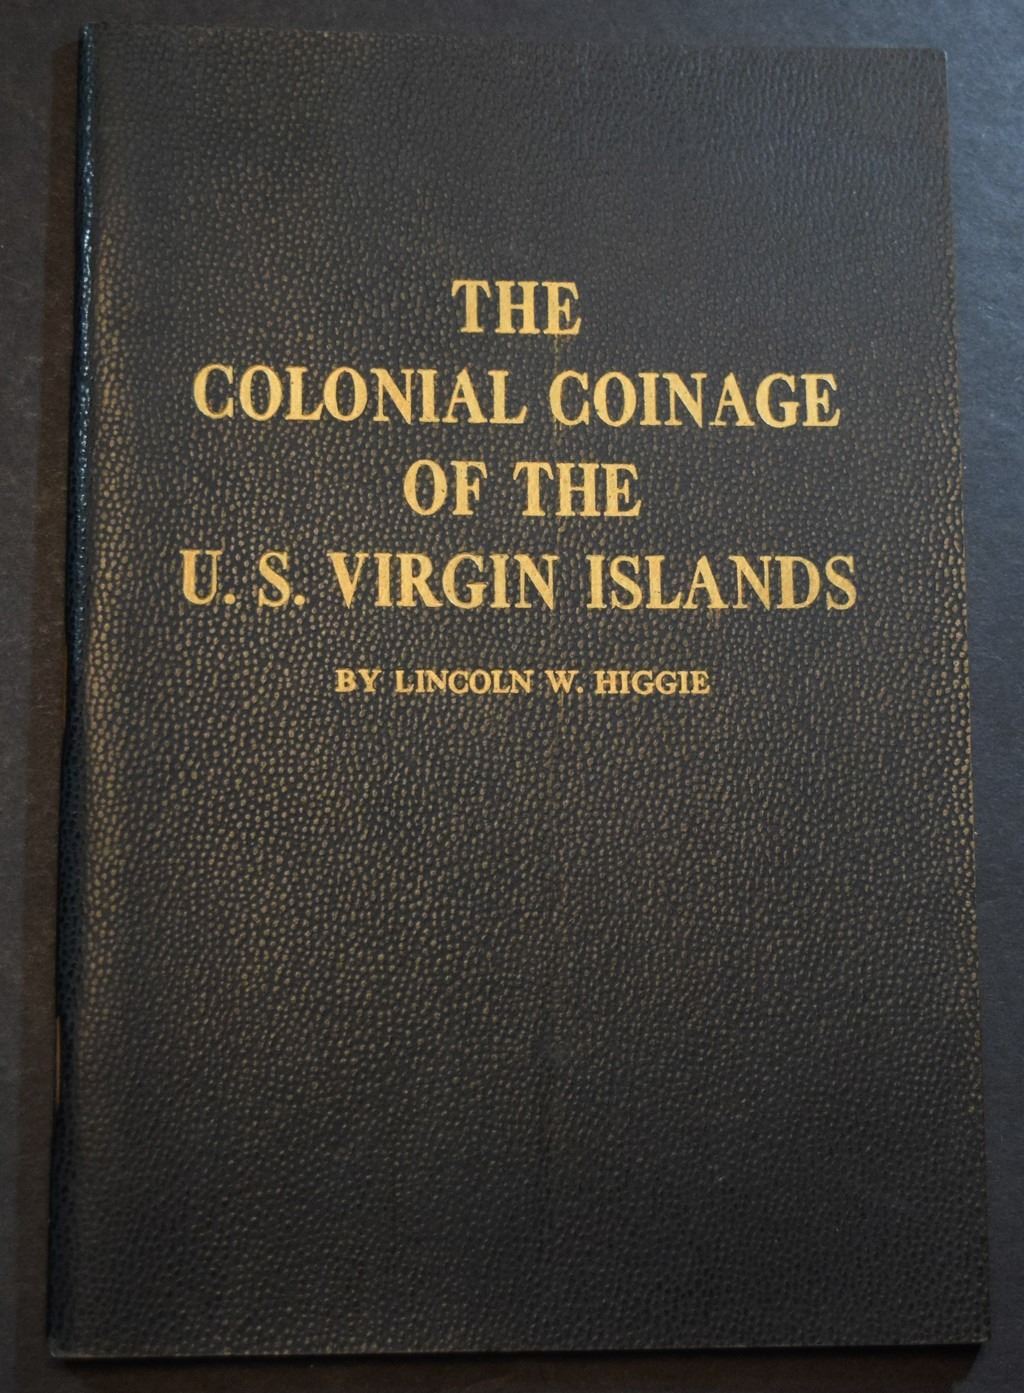 THE
COLONIAL COINAGE
OF THE
U. S. VIRGIN ISLANDS
BY LINCOLN W. HIGGIE